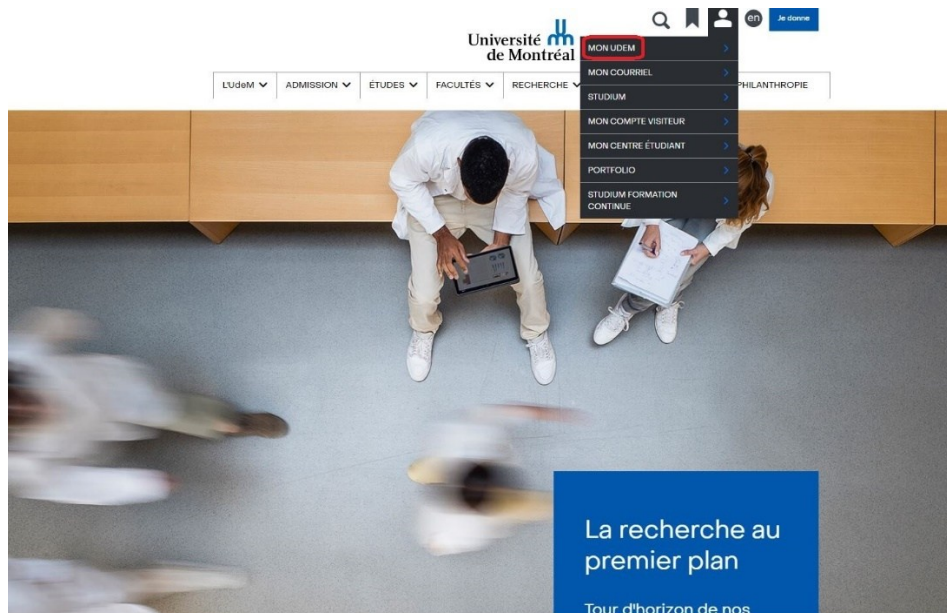 Je donne
en
Université
de Montréal
MON UDEM
MON COURRIEL
STUDIUM
MON COMPTE VISITEUR
MON CENTRE ÉTUDIANT
PORTFOLIO
STUDIUM FORMATION
CONTINUE
L'UdeM
ADMISSION
ÉTUDES
FACULTÉS
RECHERCHE
PHILANTHROPIE
La recherche au
premier plan
Tour d'horizon de nos